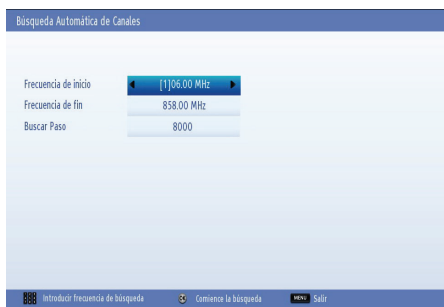 Búsqueda Automática de Canales
Frecuencia de inicio [1]06.00 MHz
Frecuencia de fin 858.00 MHz
Buscar Paso 8000
Introducir frecuencia de búsqueda OK Comience la búsqueda MENU Salir